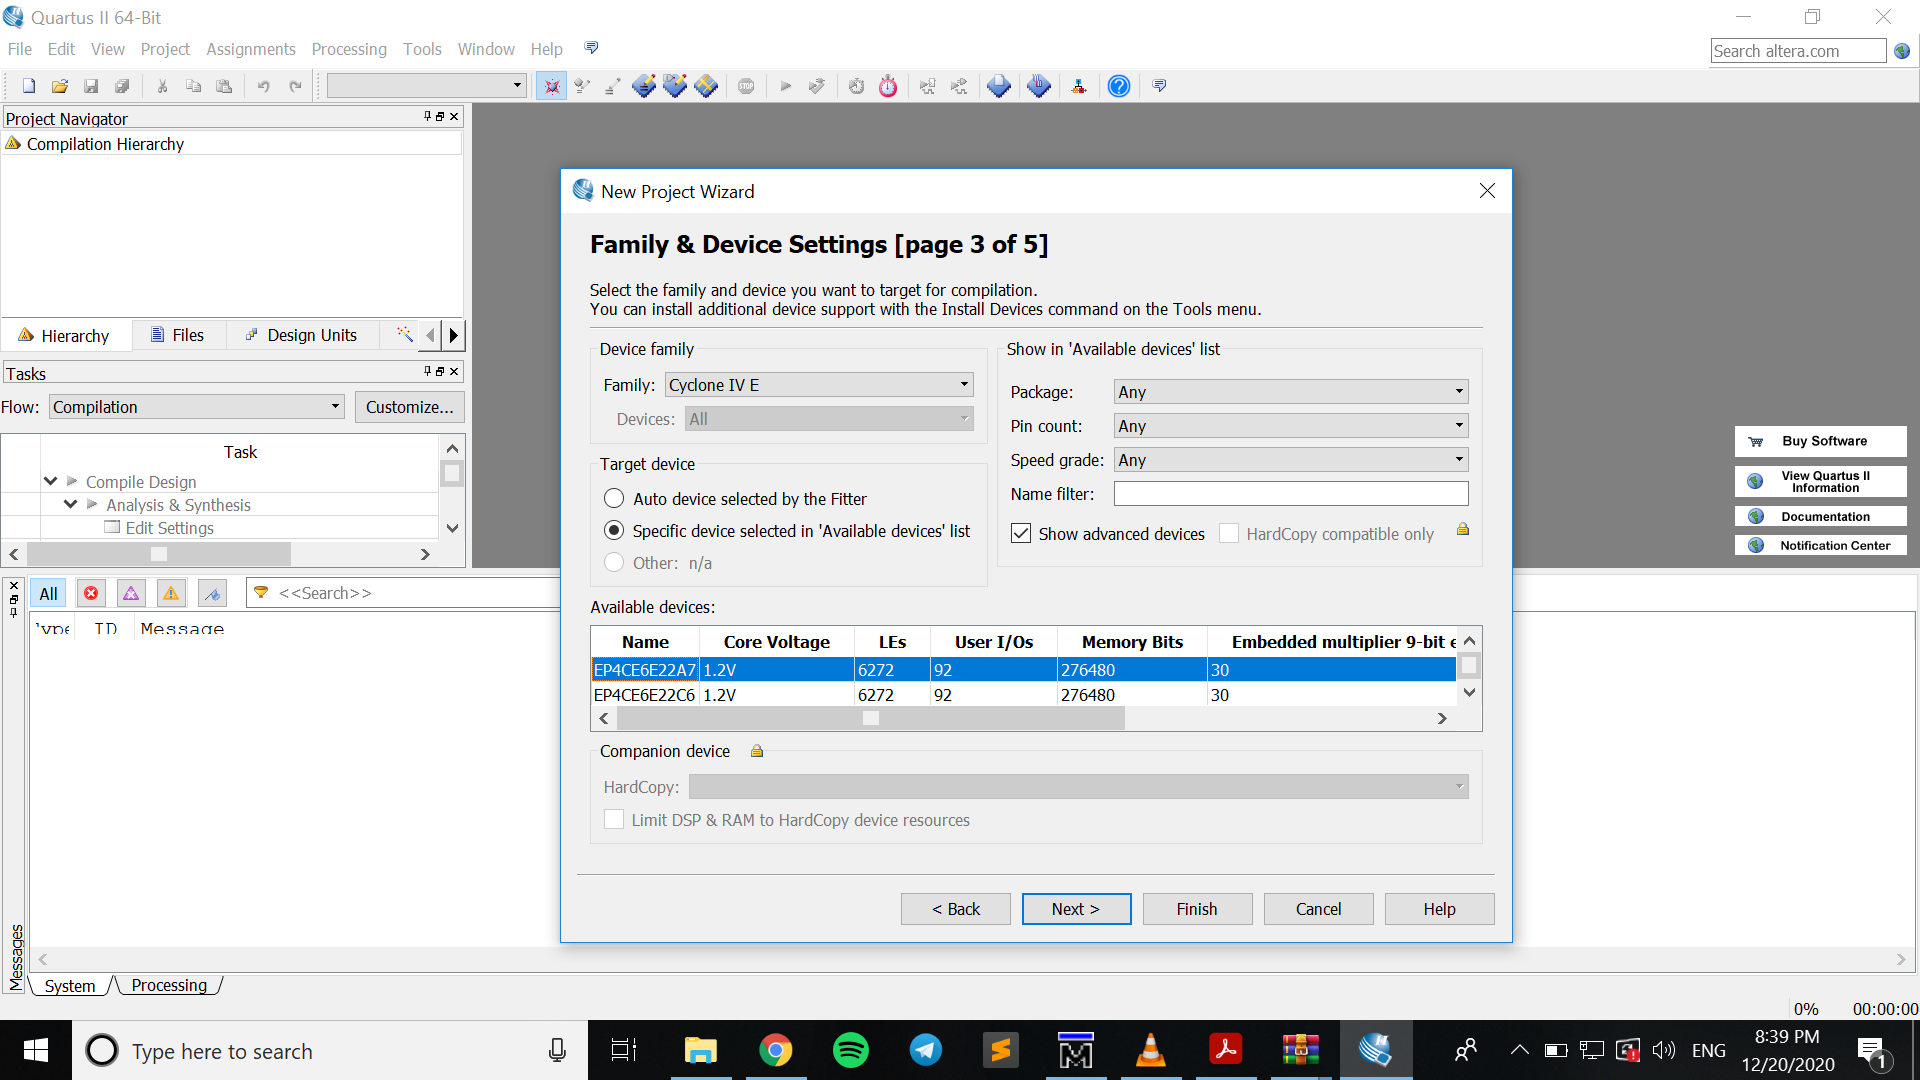 Quartus II 64-Bit
File Edit View Project Assignments Processing Tools Window Help
Search altera.com
STOP
Project Navigator
Compilation Hierarchy
Hierarchy Files Design Units
Tasks
Flow: Compilation Customize...
Task
Compile Design
Analysis & Synthesis
Edit Settings
New Project Wizard
Family & Device Settings [page 3 of 5]
Select the family and device you want to target for compilation.
You can install additional device support with the Install Devices command on the Tools menu.
Device family
Family: Cyclone IV E
Devices: All
Target device
Auto device selected by the Fitter
Specific device selected in 'Available devices' list
Other: n/a
Show in 'Available devices' list
Package: Any
Pin count: Any
Speed grade: Any
Name filter:
Show advanced devices HardCopy compatible only
Available devices:
Name Core Voltage LEs User I/Os Memory Bits Embedded multiplier 9-bit e
EP4CE6E22A7 1.2V 6272 92 276480 30
EP4CE6E22C6 1.2V 6272 92 276480 30
Companion device
HardCopy:
Limit DSP & RAM to HardCopy device resources
< Back Next > Finish Cancel Help
Buy Software
View Quartus II
Information
Documentation
Notification Center
All <<Search>>
Type ID Message
Messages
System Processing
0% 00:00:00
Type here to search
ENG
8:39 PM
12/20/2020
1